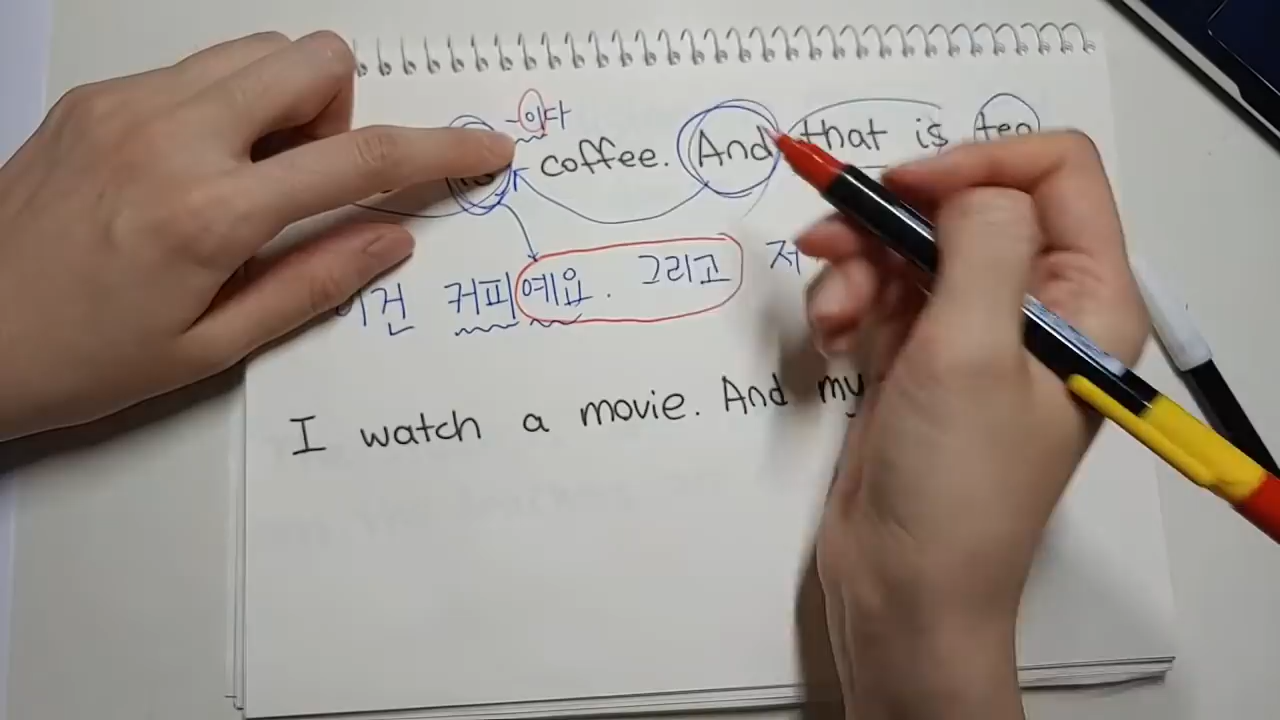 -이다
is coffee. And that is tea
이건 커피예요. 그리고 저
I watch a movie. And my